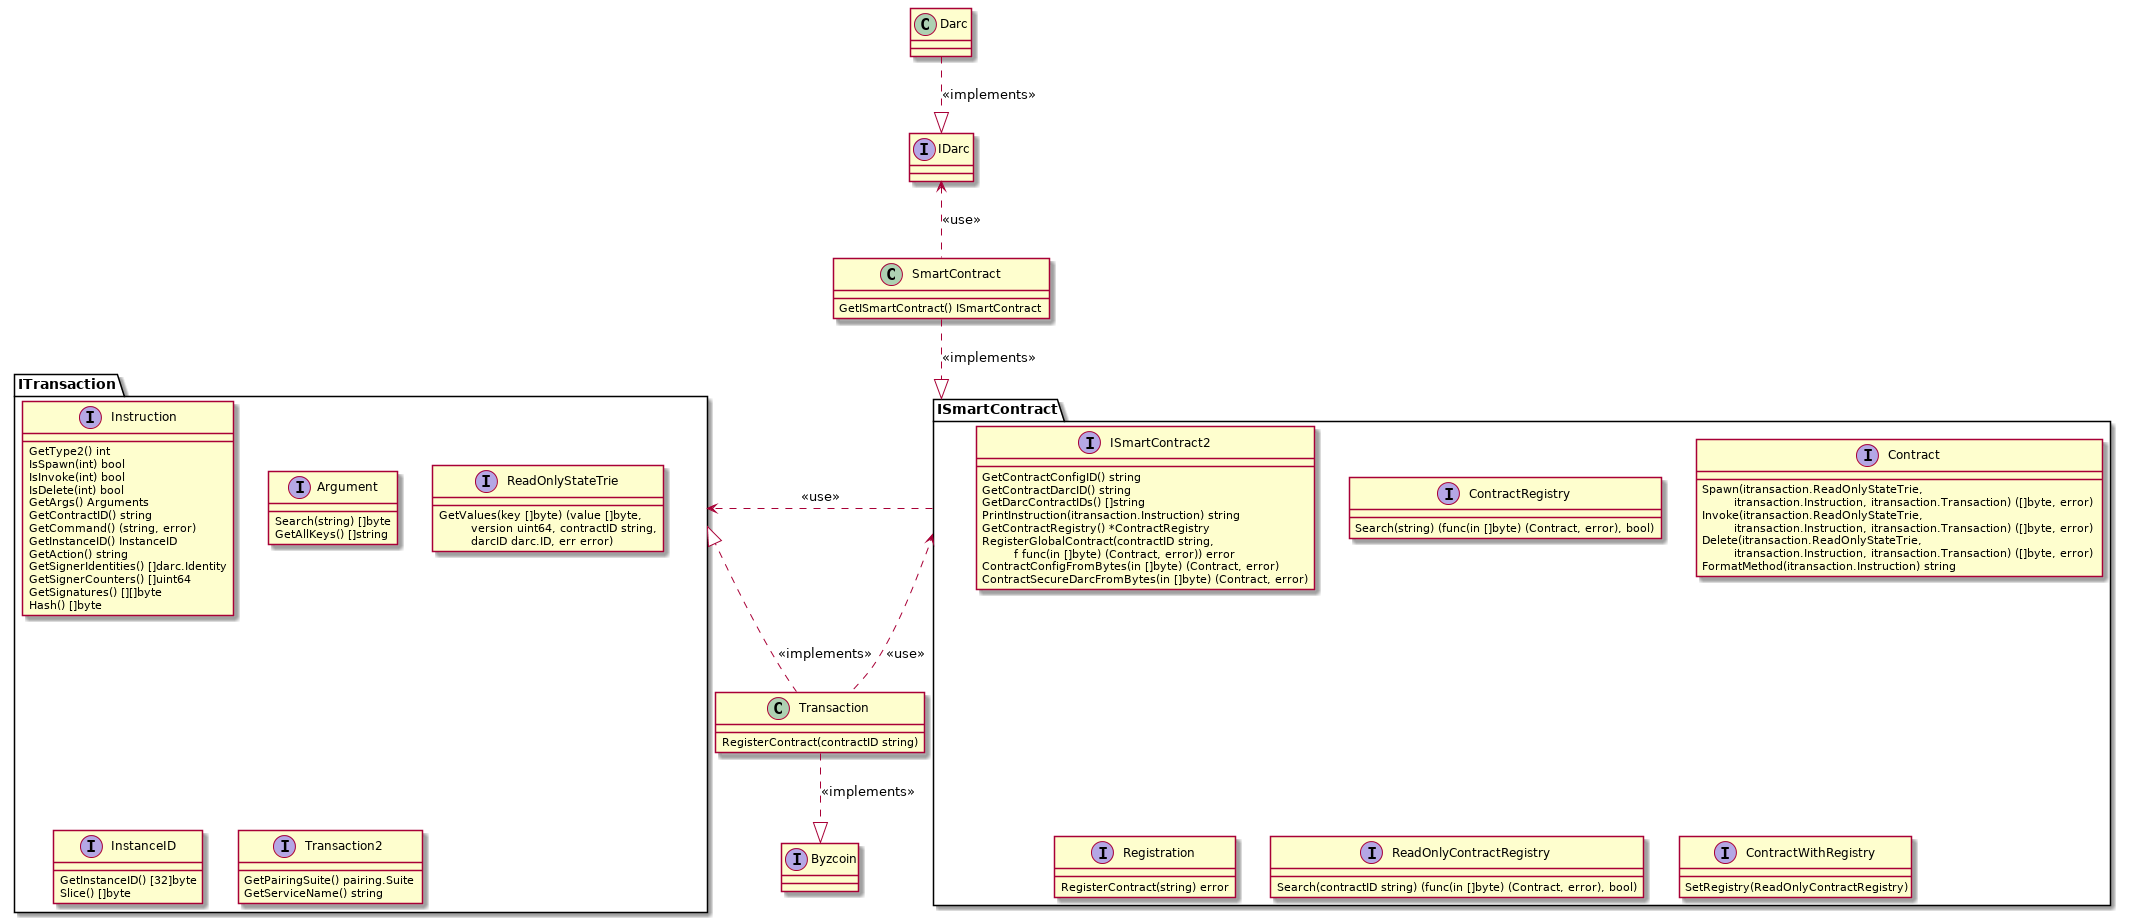 C Darc
«implements»
I IDarc
«use»
C SmartContract
GetISmartContract() ISmartContract
«implements»
ITransaction
I Instruction
GetType2() int
IsSpawn(int) bool
IsInvoke(int) bool
IsDelete(int) bool
GetArgs() Arguments
GetContractID() string
GetCommand() (string, error)
GetInstanceID() InstanceID
GetAction() string
GetSignerIdentities() []darc.Identity
GetSignerCounters() []uint64
GetSignatures() [][]byte
Hash() []byte
I Argument
Search(string) []byte
GetAllKeys() []string
I ReadOnlyStateTrie
GetValues(key []byte) (value []byte,
version uint64, contractID string,
darcID darc.ID, err error)
«use»
ISmartContract
I ISmartContract2
GetContractConfigID() string
GetContractDarcID() string
GetDarcContractIDs() []string
PrintInstruction(itransaction.Instruction) string
GetContractRegistry() *ContractRegistry
RegisterGlobalContract(contractID string,
f func(in []byte) (Contract, error)) error
ContractConfigFromBytes(in []byte) (Contract, error)
ContractSecureDarcFromBytes(in []byte) (Contract, error)
I ContractRegistry
Search(string) (func(in []byte) (Contract, error), bool)
I Contract
Spawn(itransaction.ReadOnlyStateTrie,
itransaction.Instruction, itransaction.Transaction) ([]byte, error)
Invoke(itransaction.ReadOnlyStateTrie,
itransaction.Instruction, itransaction.Transaction) ([]byte, error)
Delete(itransaction.ReadOnlyStateTrie,
itransaction.Instruction, itransaction.Transaction) ([]byte, error)
FormatMethod(itransaction.Instruction) string
«implements»
«use»
C Transaction
RegisterContract(contractID string)
«implements»
I InstanceID
GetInstanceID() [32]byte
Slice() []byte
I Transaction2
GetPairingSuite() pairing.Suite
GetServiceName() string
I Byzcoin
I Registration
RegisterContract(string) error
I ReadOnlyContractRegistry
Search(contractID string) (func(in []byte) (Contract, error), bool)
I ContractWithRegistry
SetRegistry(ReadOnlyContractRegistry)